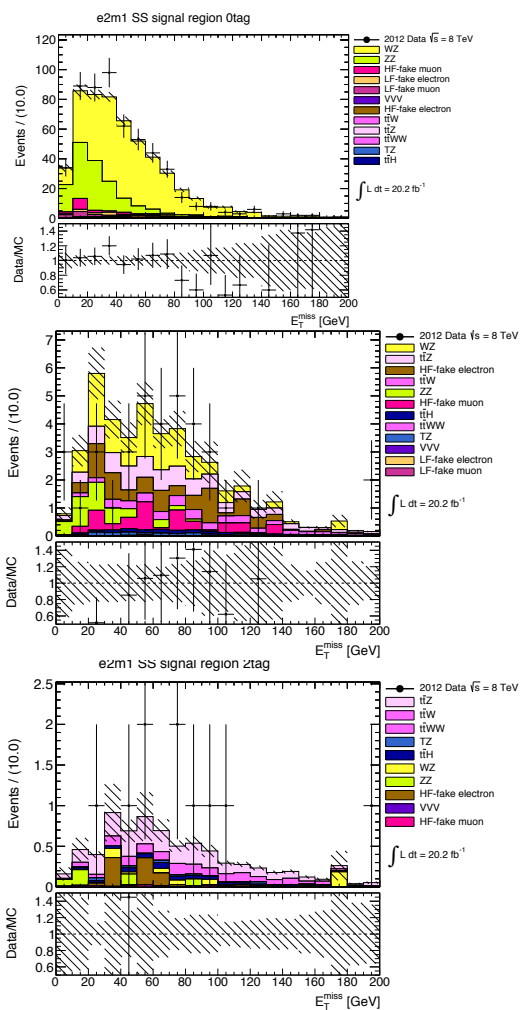 e2m1 SS signal region 0tag
Events / (10.0)
120
100
80
60
40
20
0
2012 Data √s = 8 TeV
WZ
ZZ
HF-fake muon
LF-fake electron
LF-fake muon
VVV
HF-fake electron
tt̄W
tt̄Z
tt̄WW
TZ
tt̄H
∫ L dt = 20.2 fb⁻¹
Data/MC
1.4
1.2
1.0
0.8
0.6
0 20 40 60 80 100 120 140 160 180 200
E_T^miss [GeV]
Events / (10.0)
7
6
5
4
3
2
1
0
2012 Data √s = 8 TeV
WZ
tt̄Z
HF-fake electron
tt̄W
ZZ
HF-fake muon
tt̄H
tt̄WW
TZ
VVV
LF-fake electron
LF-fake muon
∫ L dt = 20.2 fb⁻¹
Data/MC
1.4
1.2
1
0.8
0.6
0 20 40 60 80 100 120 140 160 180 200
E_T^miss [GeV]
e2m1 SS signal region 2tag
Events / (10.0)
2.5
2
1.5
1
0.5
0
2012 Data √s = 8 TeV
tt̄Z
tt̄W
tt̄WW
TZ
tt̄H
WZ
ZZ
HF-fake electron
VVV
HF-fake muon
∫ L dt = 20.2 fb⁻¹
Data/MC
1.4
1.2
1
0.8
0.6
0 20 40 60 80 100 120 140 160 180 200
E_T^miss [GeV]